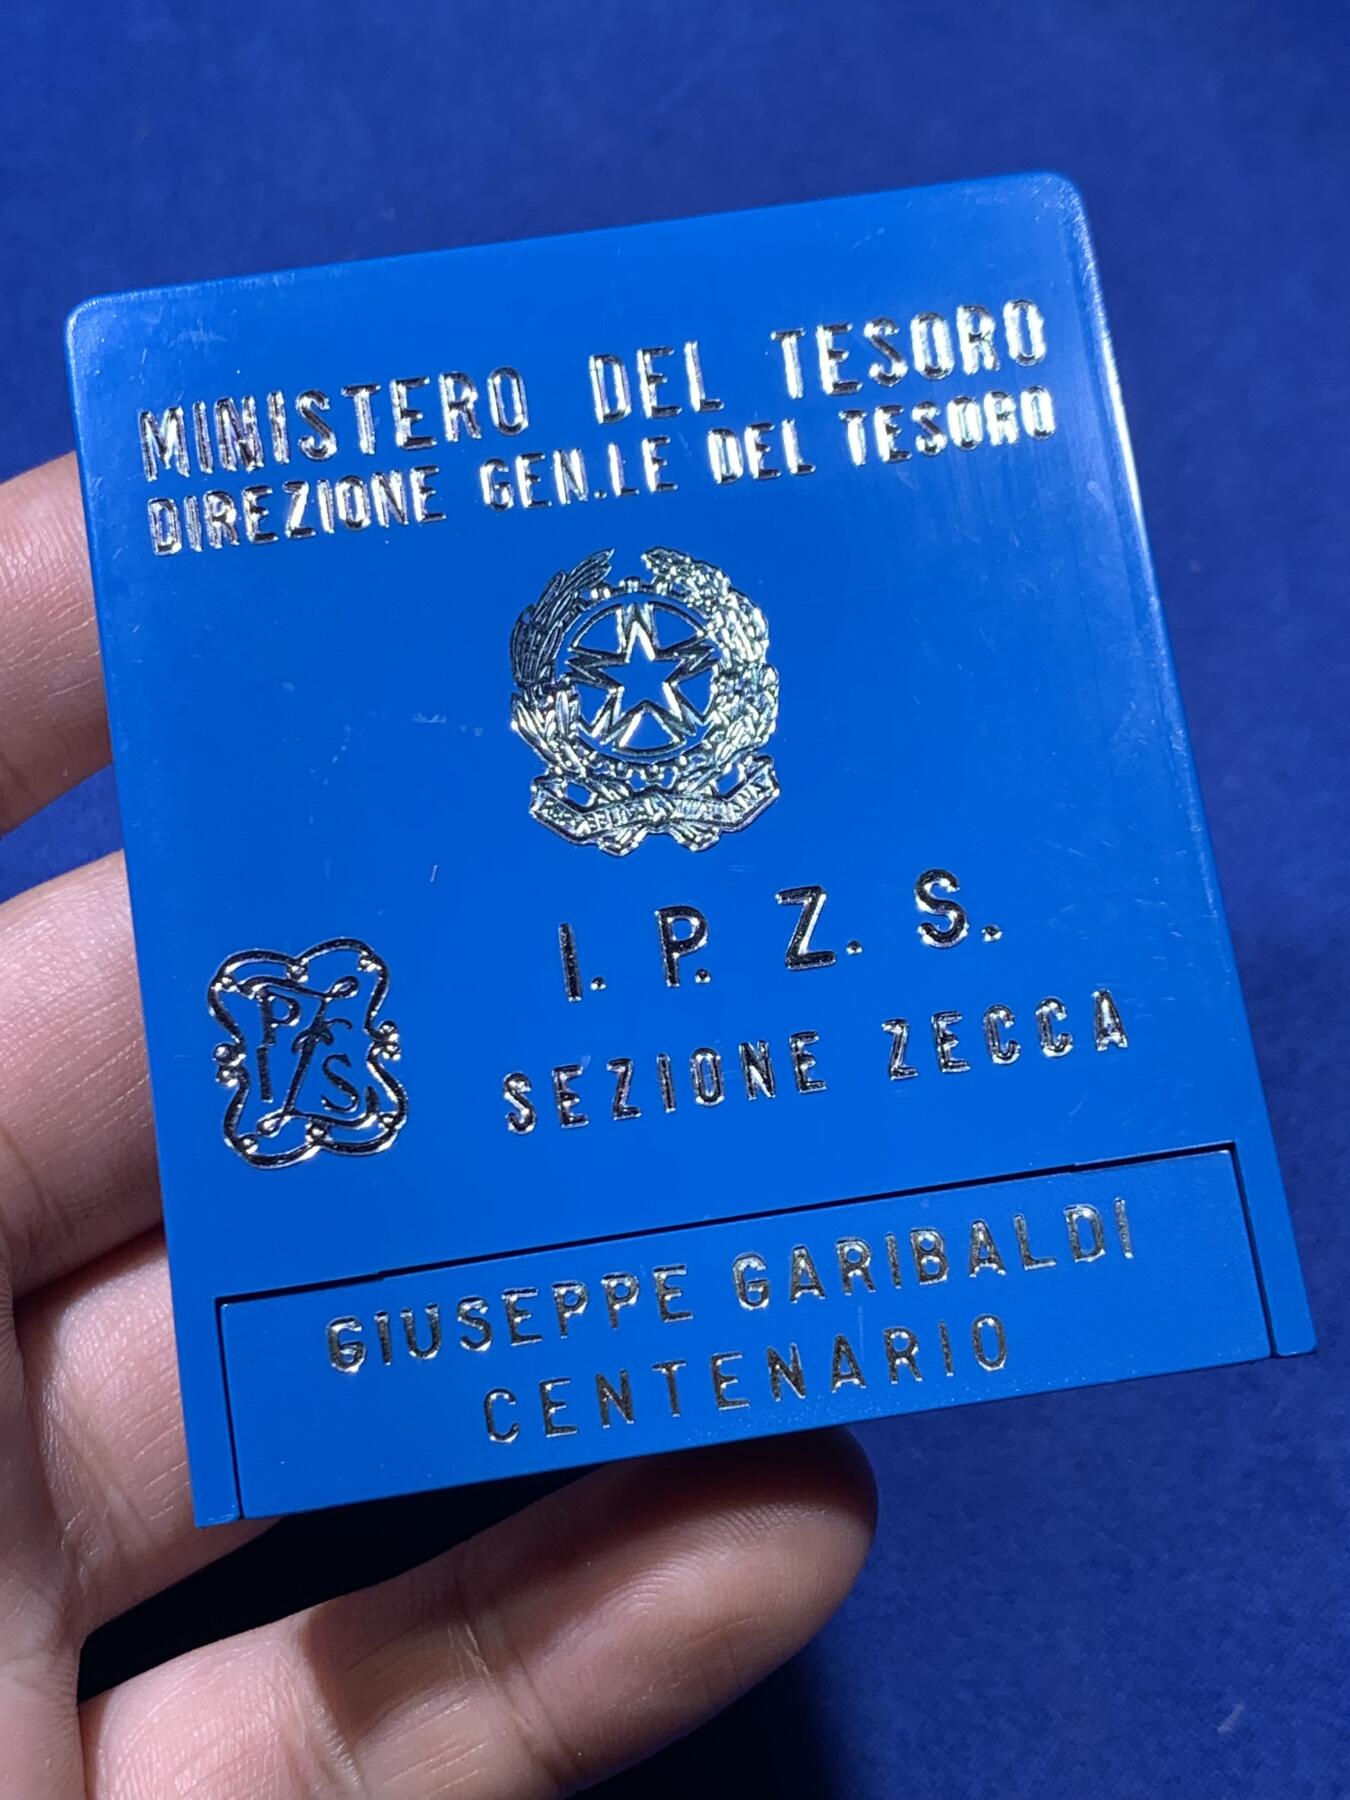 MINISTERO DEL TESORO
DIREZIONE GEN.LE DEL TESORO
I. P. Z. S.
SEZIONE ZECCA
GIUSEPPE GARIBALDI
CENTENARIO